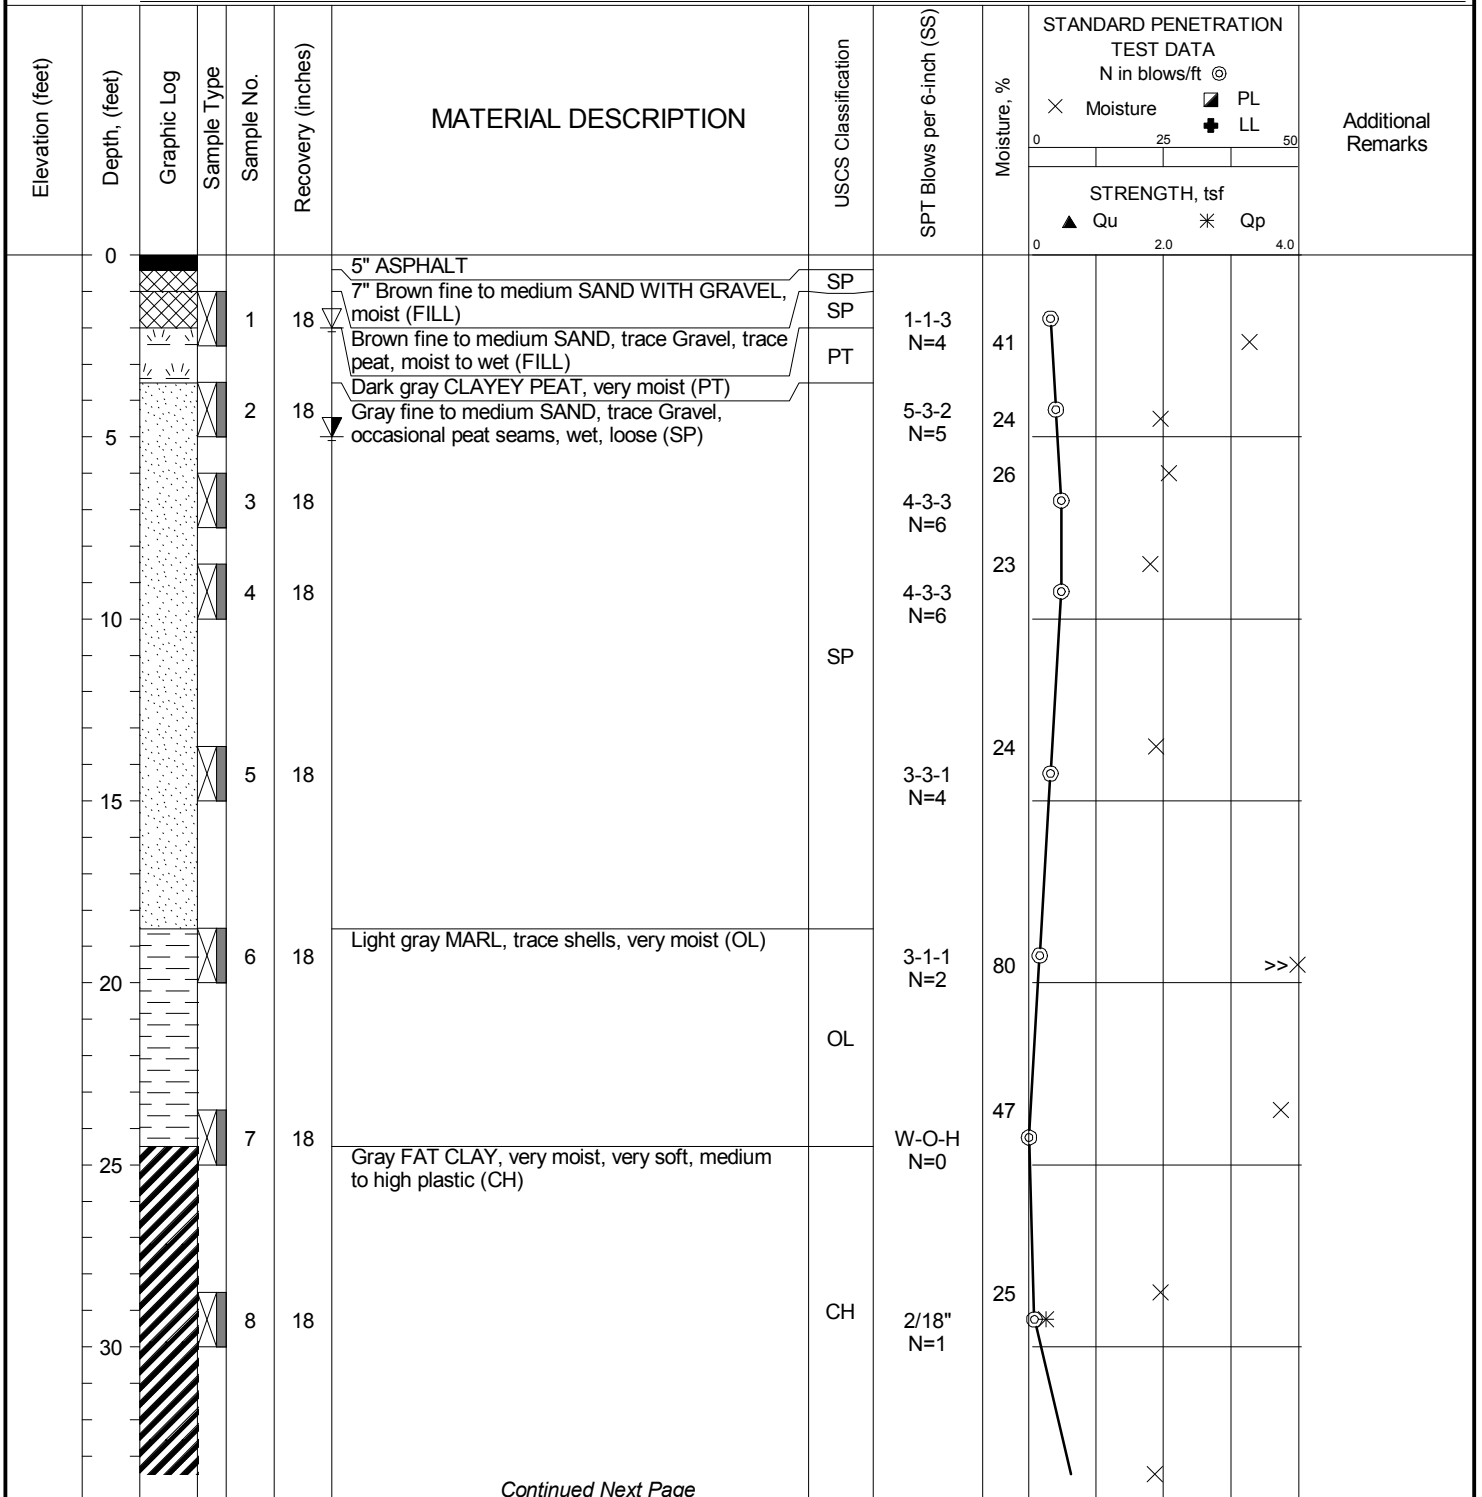 Elevation (feet)
Depth, (feet)
Graphic Log
Sample Type
Sample No.
Recovery (inches)
MATERIAL DESCRIPTION
USCS Classification
SPT Blows per 6-inch (SS)
Moisture, %
STANDARD PENETRATION
TEST DATA
N in blows/ft
Moisture
PL
LL
0 25 50
STRENGTH, tsf
Qu Qp
0 2.0 4.0
Additional
Remarks
0
5" ASPHALT
SP
7" Brown fine to medium SAND WITH GRAVEL,
moist (FILL)
SP
1 18 1-1-3
N=4 41
Brown fine to medium SAND, trace Gravel, trace
peat, moist to wet (FILL)
PT
Dark gray CLAYEY PEAT, very moist (PT)
2 18 Gray fine to medium SAND, trace Gravel,
occasional peat seams, wet, loose (SP)
5-3-2
N=5 24
5
26
3 18 4-3-3
N=6
23
4 18 4-3-3
N=6
10
SP
24
5 18 3-3-1
N=4
15
Light gray MARL, trace shells, very moist (OL)
6 18 3-1-1
N=2 80 >>
20
OL
47
7 18 W-O-H
N=0
25
Gray FAT CLAY, very moist, very soft, medium
to high plastic (CH)
25
CH
8 18 2/18"
N=1
30
Continued Next Page